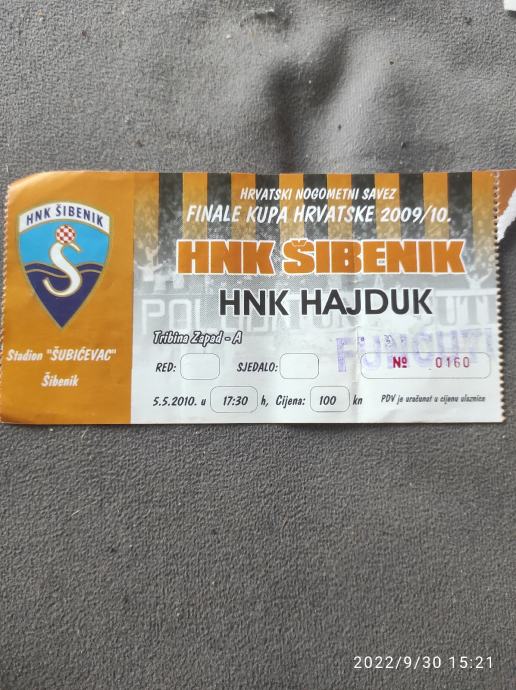 HNK ŠIBENIK
Stadion "ŠUBIĆEVAC"
Šibenik
HRVATSKI NOGOMETNI SAVEZ
FINALE KUPA HRVATSKE 2009/10.
HNK ŠIBENIK
HNK HAJDUK
Tribina Zapad - A
RED:
SJEDALO:
Nº 0160
5.5.2010. u 17:30 h, Cijena: 100 kn
PDV je uračunat u cijenu ulaznice
2022/9/30 15:21